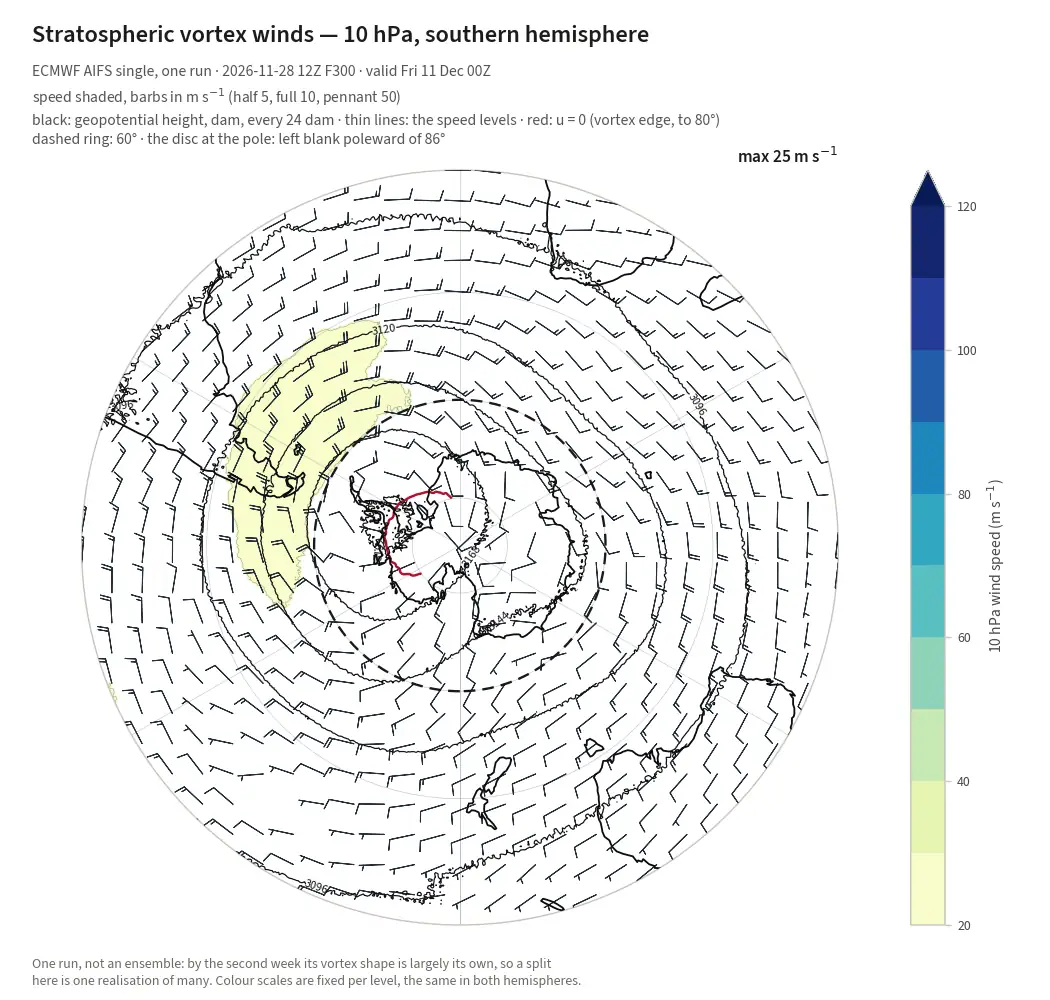 Stratospheric vortex winds — 10 hPa, southern hemisphere
ECMWF AIFS single, one run · 2026-11-28 12Z F300 · valid Fri 11 Dec 00Z
speed shaded, barbs in m s⁻¹ (half 5, full 10, pennant 50)
black: geopotential height, dam, every 24 dam · thin lines: the speed levels · red: u = 0 (vortex edge, to 80°)
dashed ring: 60° · the disc at the pole: left blank poleward of 86°
max 25 m s⁻¹
120
100
80
60
40
20
10 hPa wind speed (m s⁻¹)
3120
3096
3096
3096
One run, not an ensemble: by the second week its vortex shape is largely its own, so a split
here is one realisation of many. Colour scales are fixed per level, the same in both hemispheres.